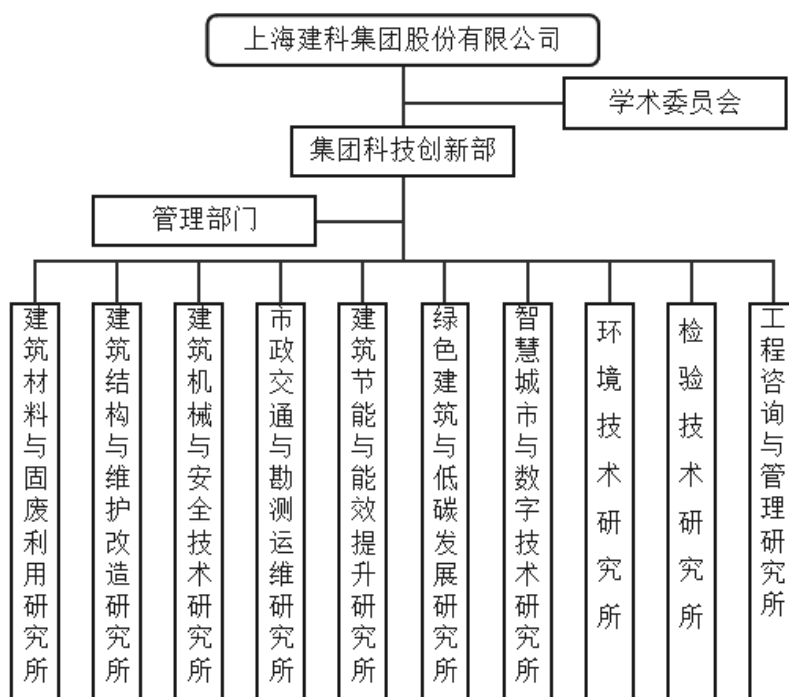 上海建科集团股份有限公司
学术委员会
集团科技创新部
管理部门
建筑材料与固废利用研究所
建筑结构与维护改造研究所
建筑机械与安全技术研究所
市政交通与勘测运维研究所
建筑节能与能效提升研究所
绿色建筑与低碳发展研究所
智慧城市与数字技术研究所
环境技术研究所
检验技术研究所
工程咨询与管理研究所